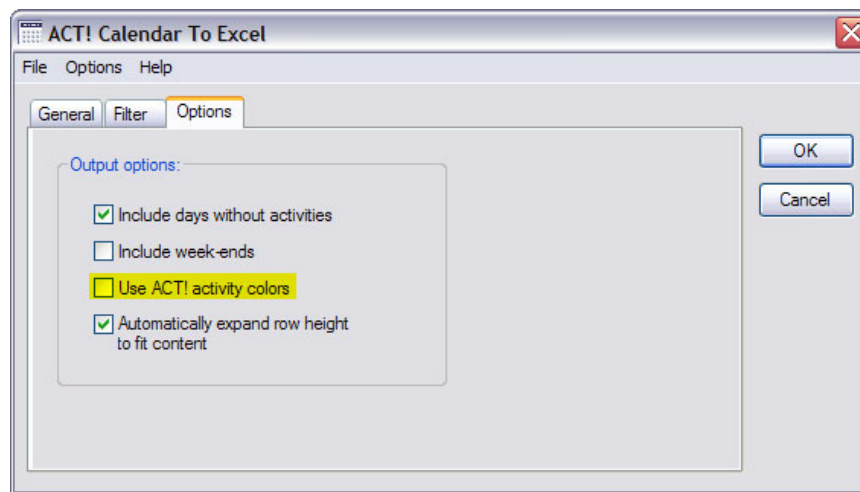 ACT! Calendar To Excel
File Options Help
General Filter Options
Output options:
Include days without activities
Include week-ends
Use ACT! activity colors
Automatically expand row height
to fit content
OK
Cancel